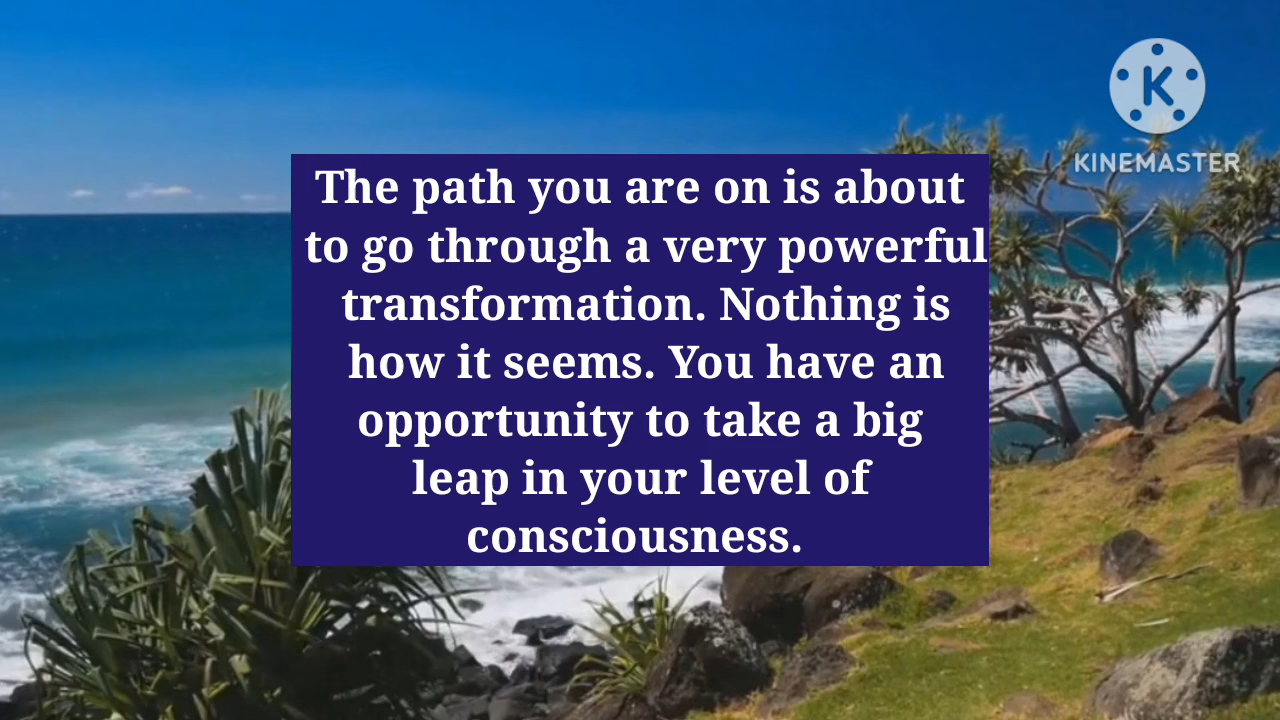 K
KINEMASTER
The path you are on is about
to go through a very powerful
transformation. Nothing is
how it seems. You have an
opportunity to take a big
leap in your level of
consciousness.